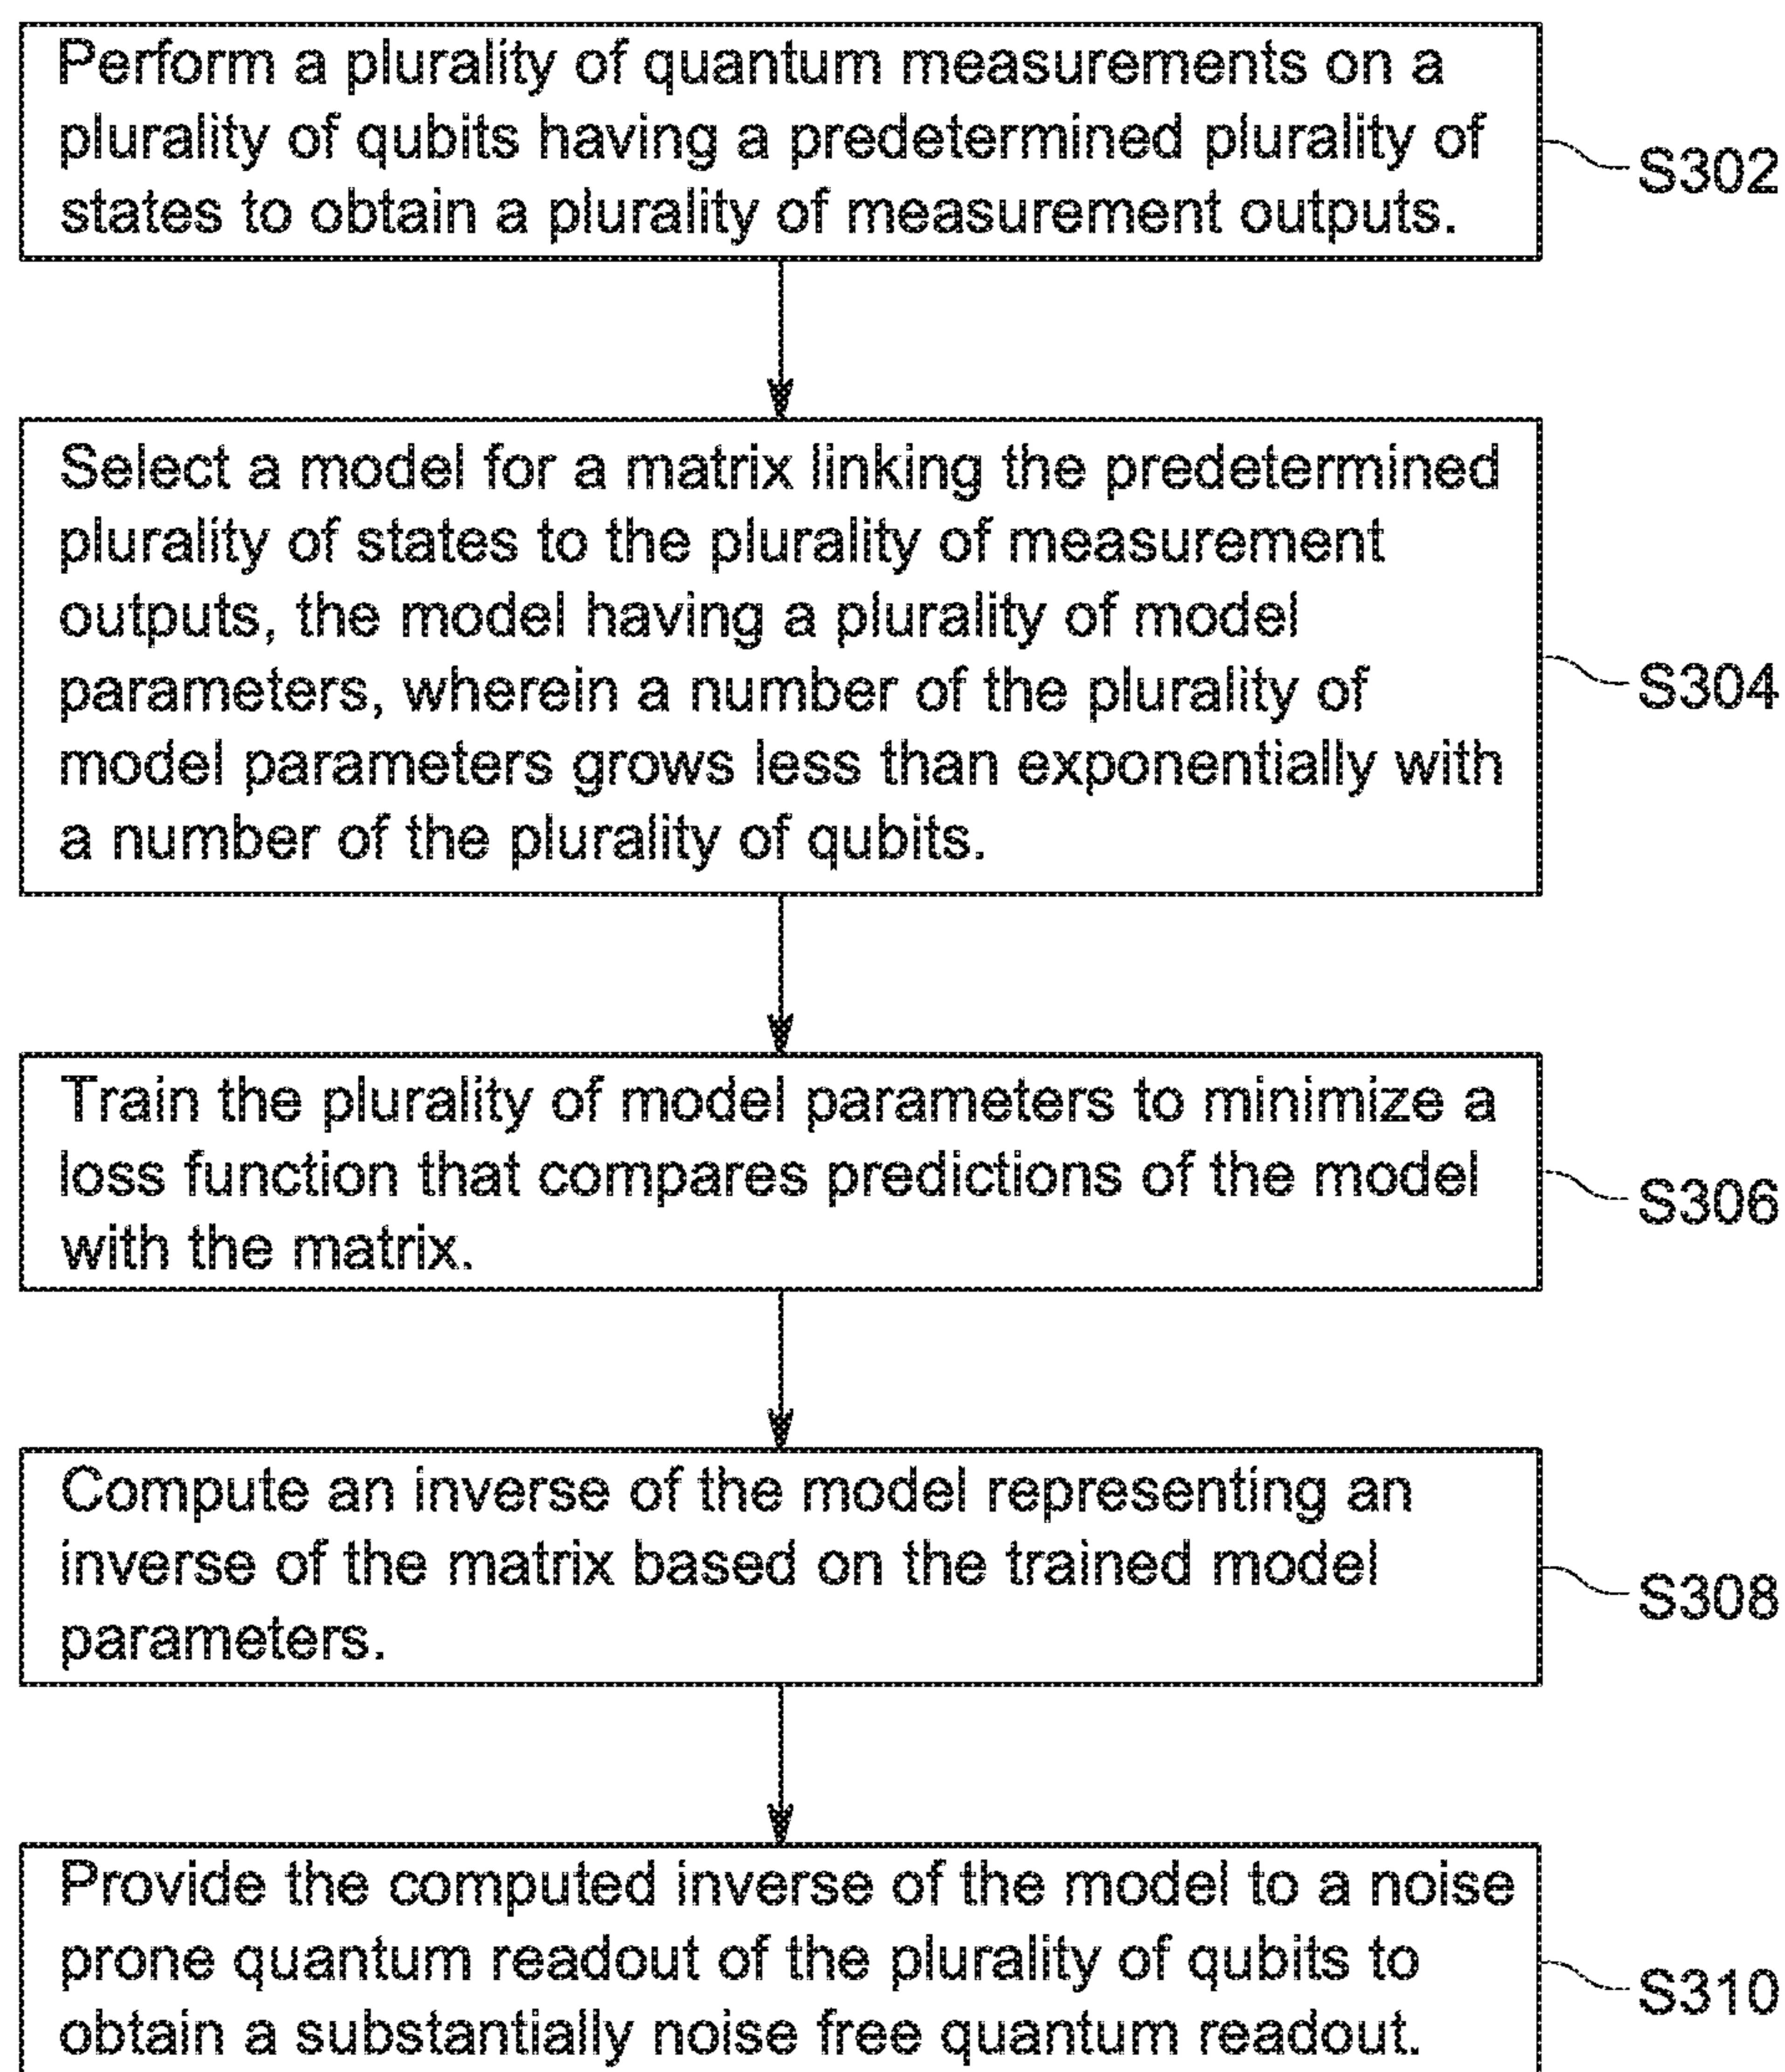 Perform a plurality of quantum measurements on a
plurality of qubits having a predetermined plurality of
states to obtain a plurality of measurement outputs.
S302
Select a model for a matrix linking the predetermined
plurality of states to the plurality of measurement
outputs, the model having a plurality of model
parameters, wherein a number of the plurality of
model parameters grows less than exponentially with
a number of the plurality of qubits.
S304
Train the plurality of model parameters to minimize a
loss function that compares predictions of the model
with the matrix.
S306
Compute an inverse of the model representing an
inverse of the matrix based on the trained model
parameters.
S308
Provide the computed inverse of the model to a noise
prone quantum readout of the plurality of qubits to
obtain a substantially noise free quantum readout.
S310